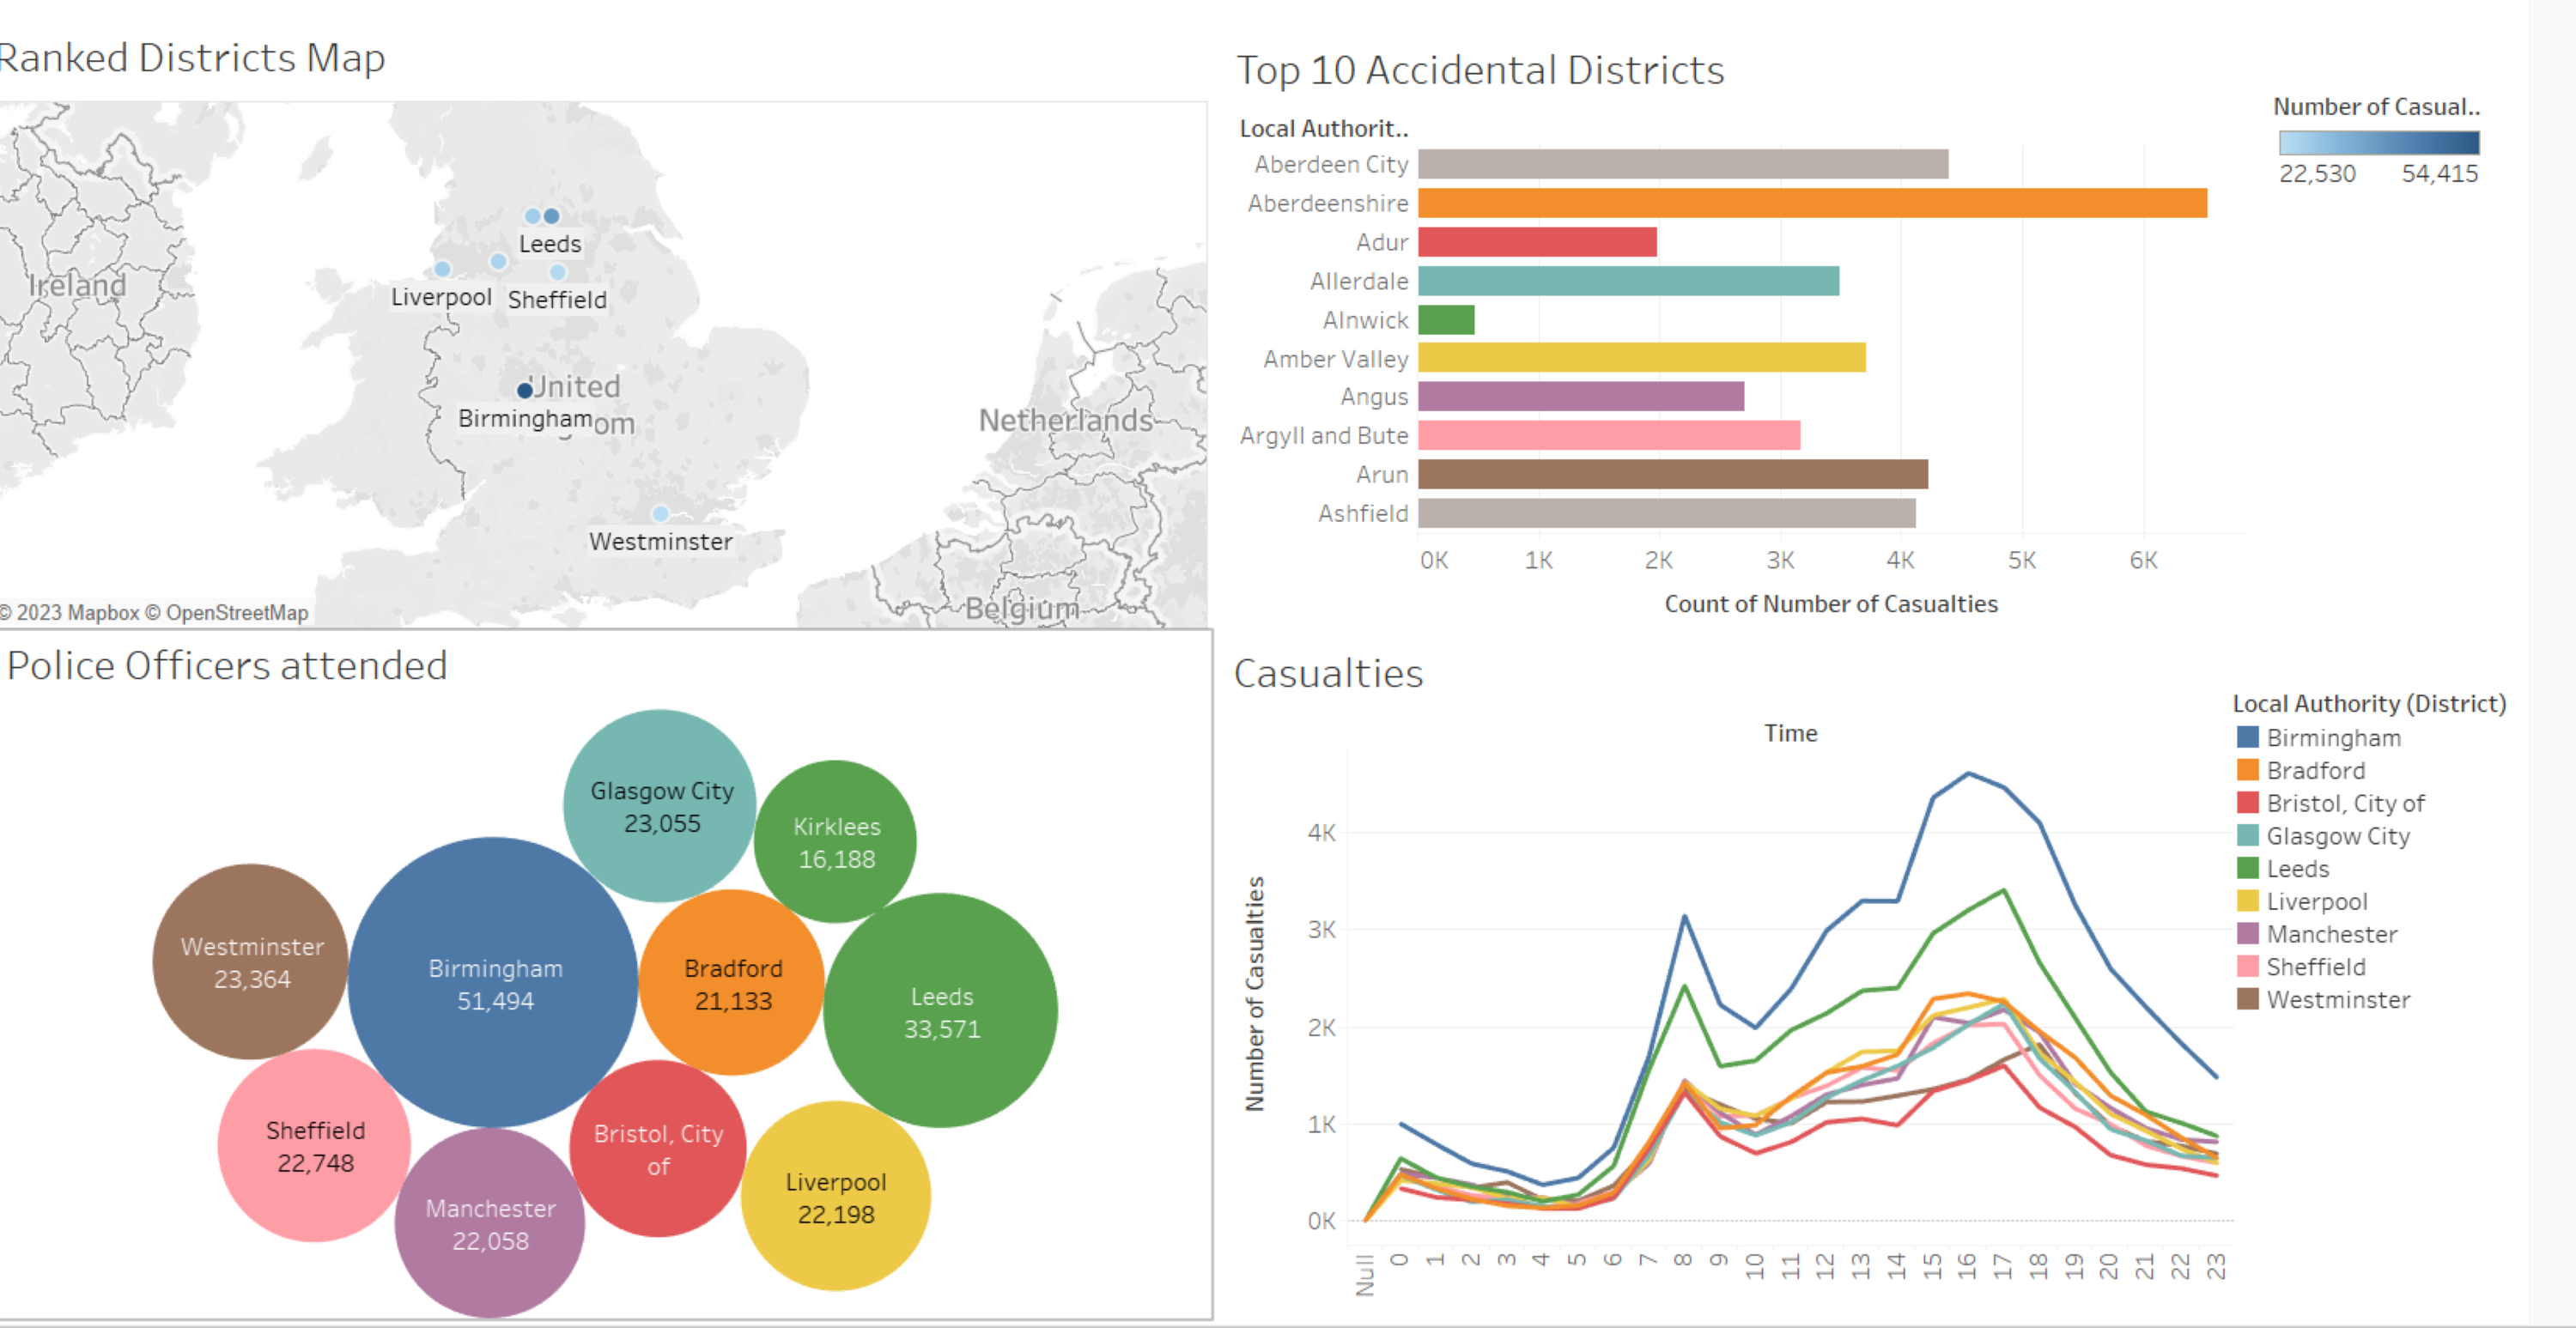 Ranked Districts Map
Ireland
Leeds
Liverpool
Sheffield
United
Birmingham
om
Netherlands
Westminster
Belgium
© 2023 Mapbox © OpenStreetMap
Top 10 Accidental Districts
Local Authorit..
Aberdeen City
Aberdeenshire
Adur
Allerdale
Alnwick
Amber Valley
Angus
Argyll and Bute
Arun
Ashfield
0K 1K 2K 3K 4K 5K 6K
Count of Number of Casualties
Number of Casual..
22,530 54,415
Police Officers attended
Glasgow City
23,055
Kirklees
16,188
Westminster
23,364
Birmingham
51,494
Bradford
21,133
Leeds
33,571
Sheffield
22,748
Bristol, City
of
Liverpool
22,198
Manchester
22,058
Casualties
Time
Number of Casualties
4K
3K
2K
1K
0K
Null 0 1 2 3 4 5 6 7 8 9 10 11 12 13 14 15 16 17 18 19 20 21 22 23
Local Authority (District)
Birmingham
Bradford
Bristol, City of
Glasgow City
Leeds
Liverpool
Manchester
Sheffield
Westminster